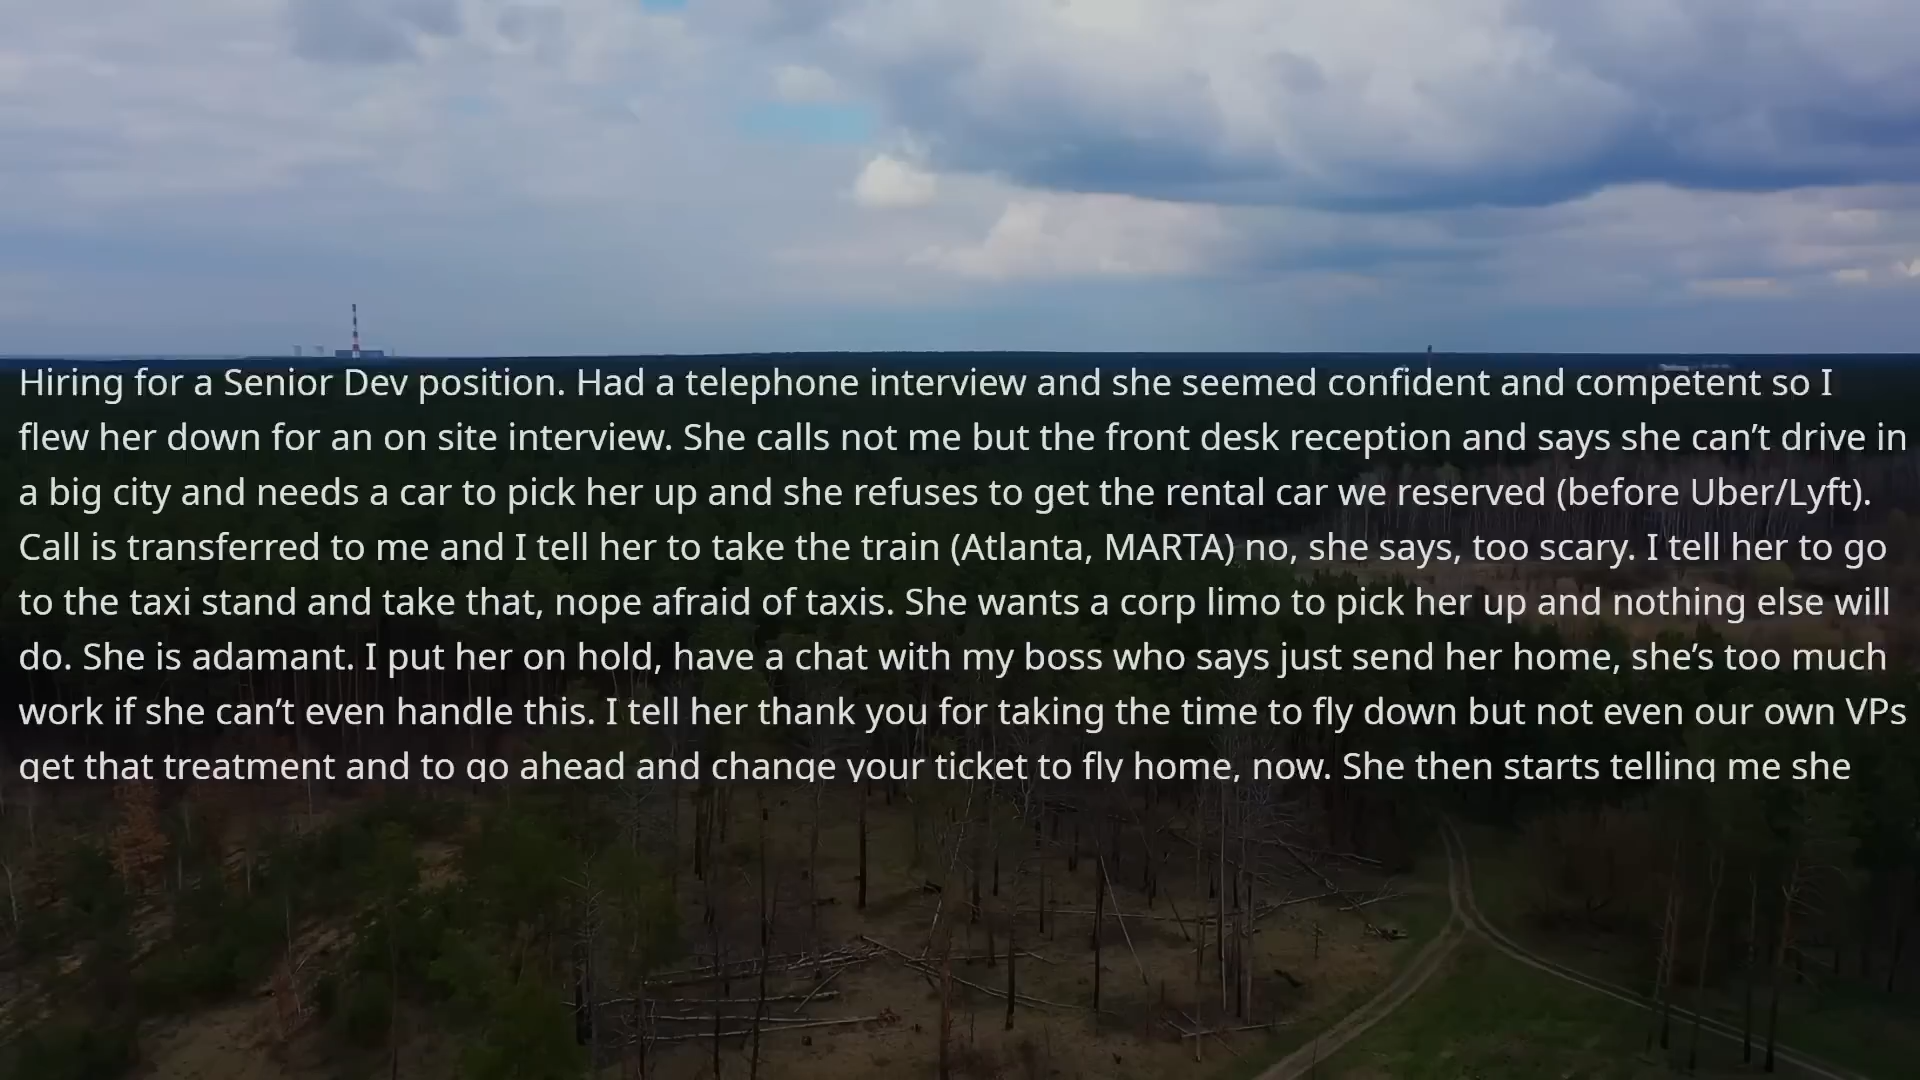 Hiring for a Senior Dev position. Had a telephone interview and she seemed confident and competent so I
flew her down for an on site interview. She calls not me but the front desk reception and says she can’t drive in
a big city and needs a car to pick her up and she refuses to get the rental car we reserved (before Uber/Lyft).
Call is transferred to me and I tell her to take the train (Atlanta, MARTA) no, she says, too scary. I tell her to go
to the taxi stand and take that, nope afraid of taxis. She wants a corp limo to pick her up and nothing else will
do. She is adamant. I put her on hold, have a chat with my boss who says just send her home, she’s too much
work if she can’t even handle this. I tell her thank you for taking the time to fly down but not even our own VPs
get that treatment and to go ahead and change your ticket to fly home, now. She then starts telling me she